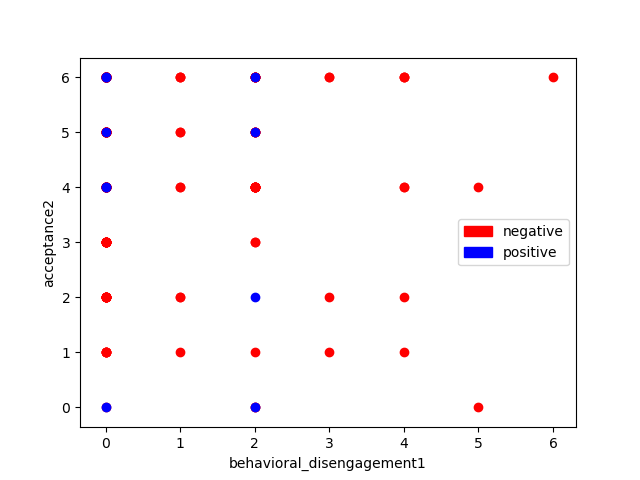 6
5
4
3
2
1
0
acceptance2
negative
positive
0 1 2 3 4 5 6
behavioral_disengagement1